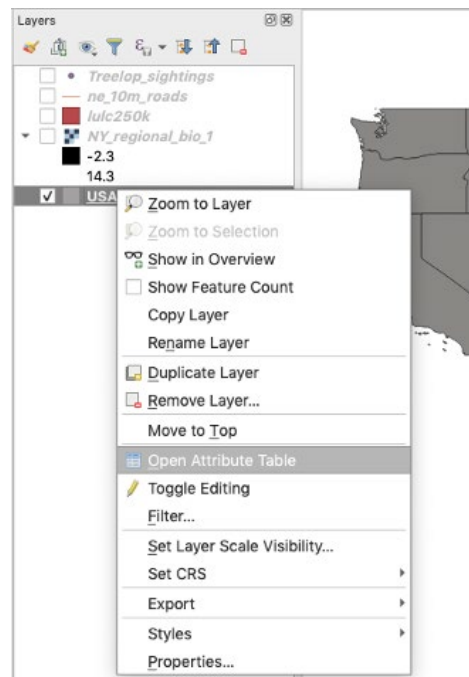 Layers
Treelop_sightings
ne_10m_roads
lulc250k
NY_regional_bio_1
-2.3
14.3
USA
Zoom to Layer
Zoom to Selection
Show in Overview
Show Feature Count
Copy Layer
Rename Layer
Duplicate Layer
Remove Layer...
Move to Top
Open Attribute Table
Toggle Editing
Filter...
Set Layer Scale Visibility...
Set CRS
Export
Styles
Properties...